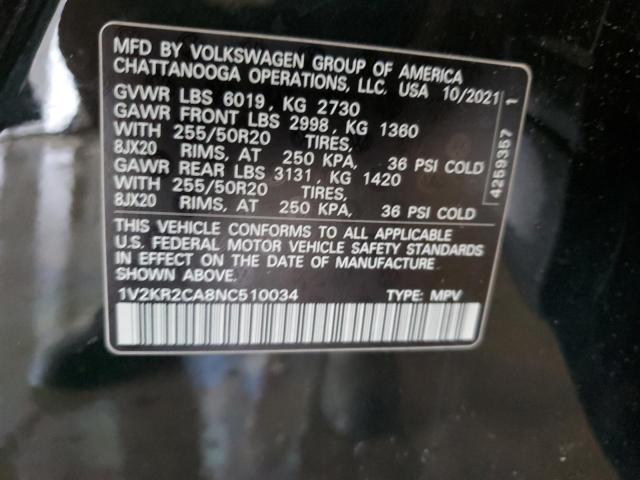 MFD BY VOLKSWAGEN GROUP OF AMERICA
CHATTANOOGA OPERATIONS, LLC. USA 10/2021
GVWR LBS 6019, KG 2730
GAWR FRONT LBS 2998, KG 1360
WITH 255/50R20 TIRES,
8JX20 RIMS, AT 250 KPA, 36 PSI COLD
GAWR REAR LBS 3131, KG 1420
WITH 255/50R20 TIRES,
8JX20 RIMS, AT 250 KPA, 36 PSI COLD
THIS VEHICLE CONFORMS TO ALL APPLICABLE
U.S. FEDERAL MOTOR VEHICLE SAFETY STANDARDS
IN EFFECT ON THE DATE OF MANUFACTURE
SHOWN ABOVE.
1V2KR2CA8NC510034 TYPE: MPV
4259357 1